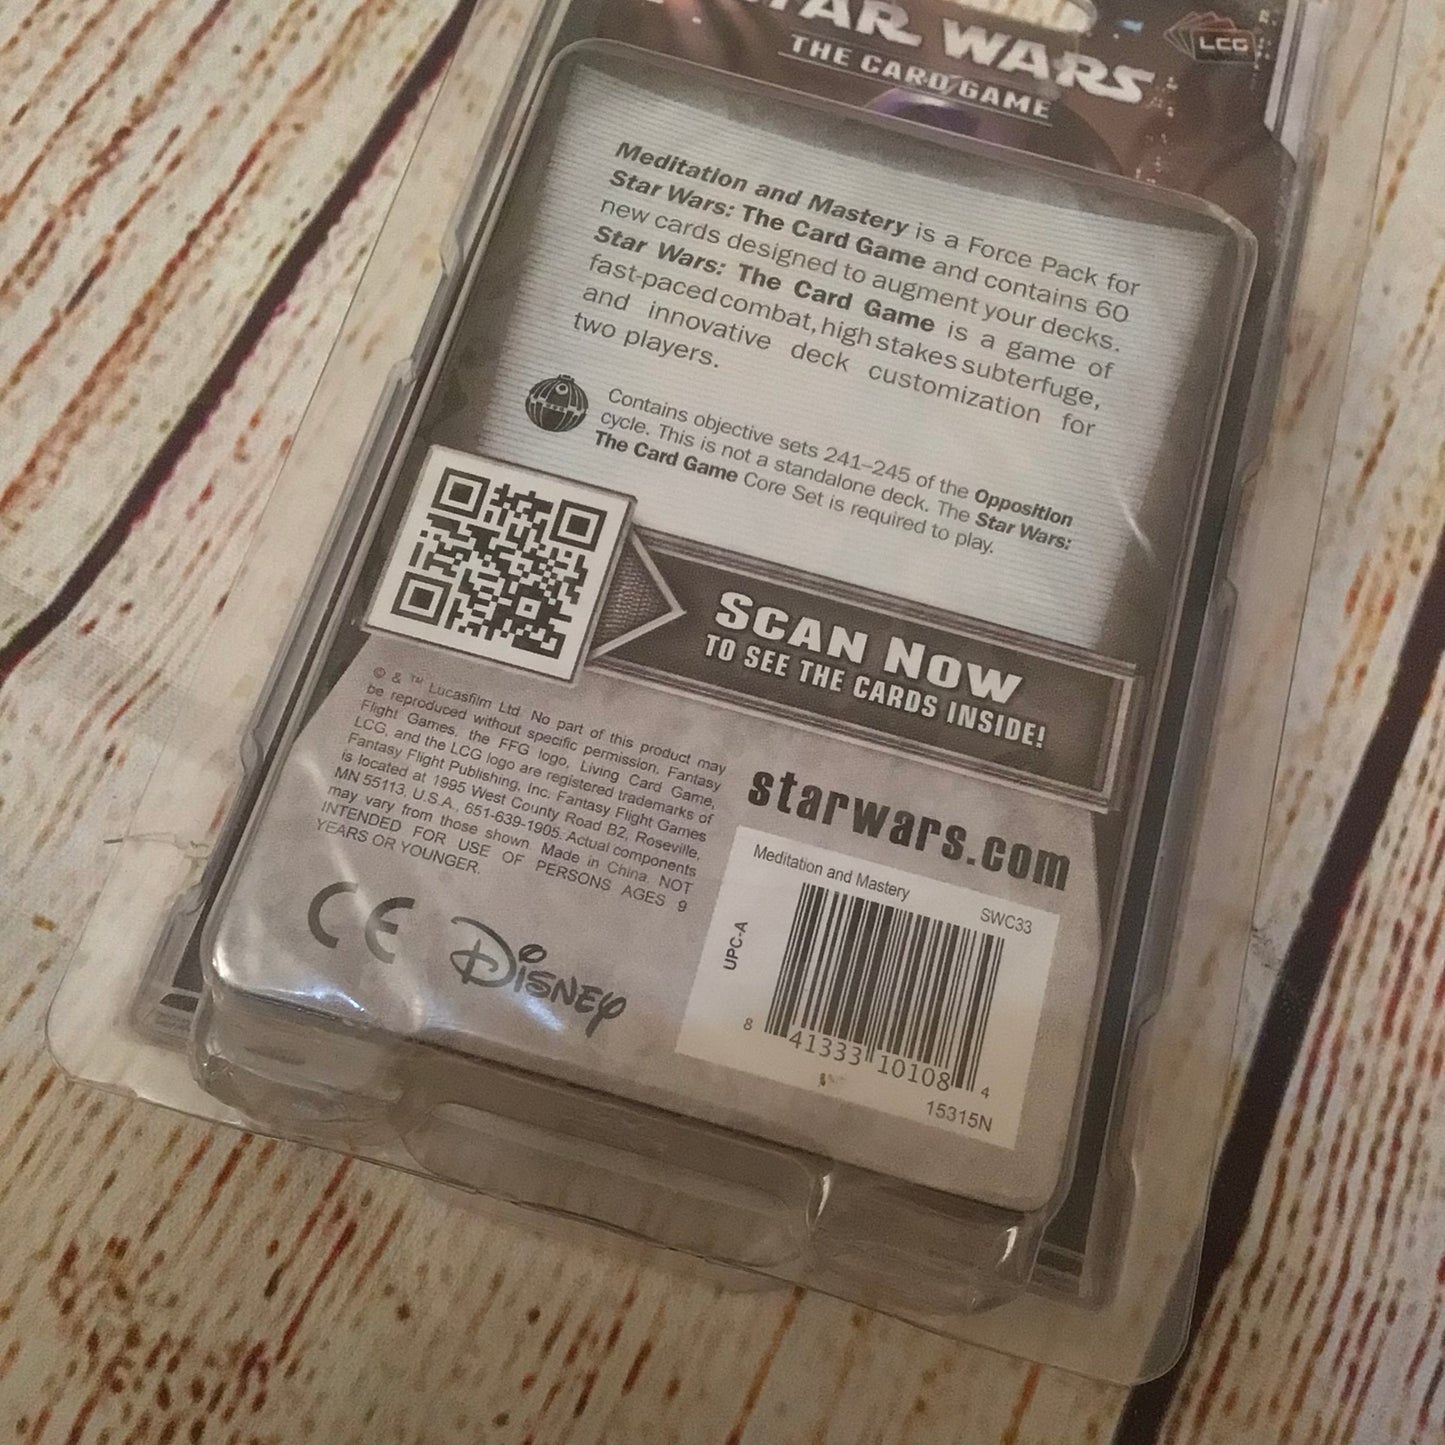 STAR WARS
THE CARD GAME
LCG
Meditation and Mastery is a Force Pack for
Star Wars: The Card Game and contains 60
new cards designed to augment your decks.
Star Wars: The Card Game is a game of
fast-paced combat, high stakes subterfuge,
and innovative deck customization for
two players.
Contains objective sets 241–245 of the Opposition
cycle. This is not a standalone deck. The Star Wars:
The Card Game Core Set is required to play.
SCAN NOW
TO SEE THE CARDS INSIDE!
© & ™ Lucasfilm Ltd. No part of this product may
be reproduced without specific permission. Fantasy
Flight Games, the FFG logo, Living Card Game,
LCG, and the LCG logo are registered trademarks of
Fantasy Flight Publishing, Inc. Fantasy Flight Games
is located at 1995 West County Road B2, Roseville,
MN 55113, U.S.A., 651-639-1905. Actual components
may vary from those shown. Made in China. NOT
INTENDED FOR USE OF PERSONS AGES 9
YEARS OR YOUNGER.
CE
Disney
starwars.com
Meditation and Mastery
SWC33
UPC-A
8 41333 10108 4
15315N